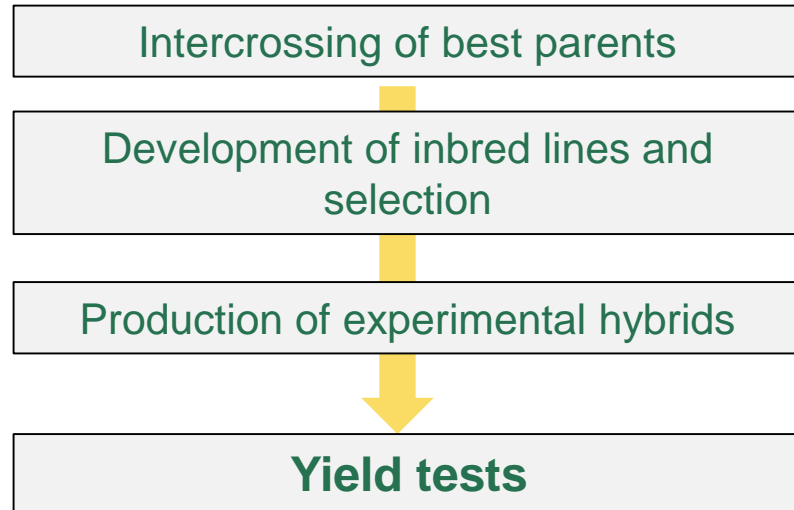 Intercrossing of best parents
Development of inbred lines and
selection
Production of experimental hybrids
Yield tests